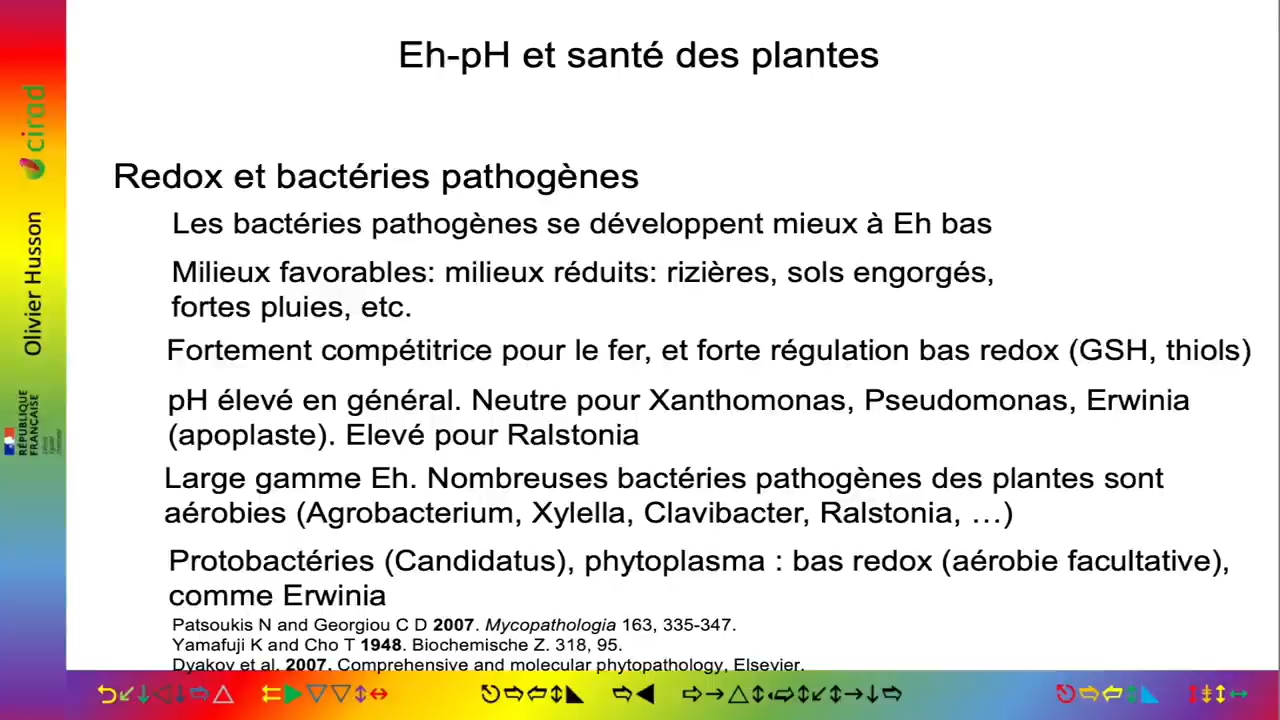 Eh-pH et santé des plantes
cirad
Olivier Husson
RÉPUBLIQUE
FRANÇAISE
Redox et bactéries pathogènes
Les bactéries pathogènes se développent mieux à Eh bas
Milieux favorables: milieux réduits: rizières, sols engorgés,
fortes pluies, etc.
Fortement compétitrice pour le fer, et forte régulation bas redox (GSH, thiols)
pH élevé en général. Neutre pour Xanthomonas, Pseudomonas, Erwinia
(apoplaste). Elevé pour Ralstonia
Large gamme Eh. Nombreuses bactéries pathogènes des plantes sont
aérobies (Agrobacterium, Xylella, Clavibacter, Ralstonia, …)
Protobactéries (Candidatus), phytoplasma : bas redox (aérobie facultative),
comme Erwinia
Patsoukis N and Georgiou C D 2007. Mycopathologia 163, 335-347.
Yamafuji K and Cho T 1948. Biochemische Z. 318, 95.
Dyakov et al. 2007. Comprehensive and molecular phytopathology, Elsevier.